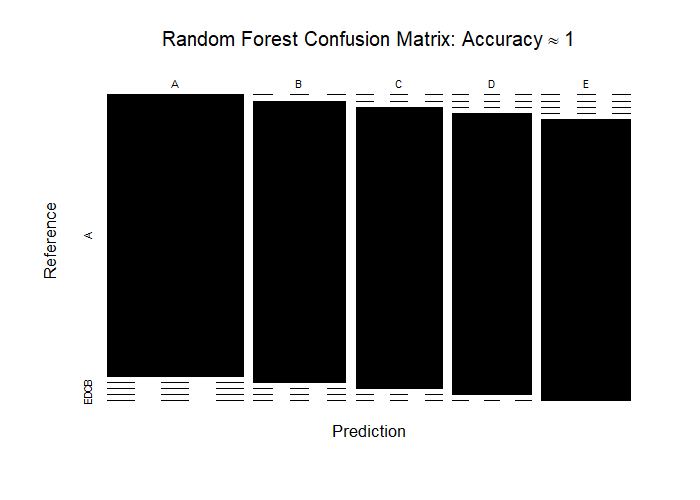 Random Forest Confusion Matrix: Accuracy ≈ 1
A B C D E
Reference
A
EDCB
Prediction